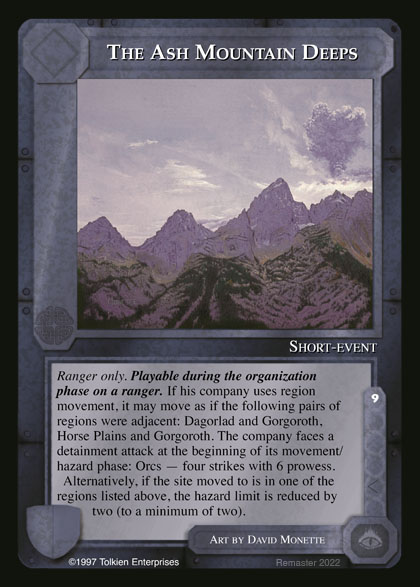 THE ASH MOUNTAIN DEEPS
SHORT-EVENT
Ranger only. Playable during the organization
phase on a ranger. If his company uses region
movement, it may move as if the following pairs of
regions were adjacent: Dagorlad and Gorgoroth,
Horse Plains and Gorgoroth. The company faces a
detainment attack at the beginning of its movement/
hazard phase: Orcs — four strikes with 6 prowess.
Alternatively, if the site moved to is in one of the
regions listed above, the hazard limit is reduced by
two (to a minimum of two).
9
ART BY DAVID MONETTE
©1997 Tolkien Enterprises
Remaster 2022